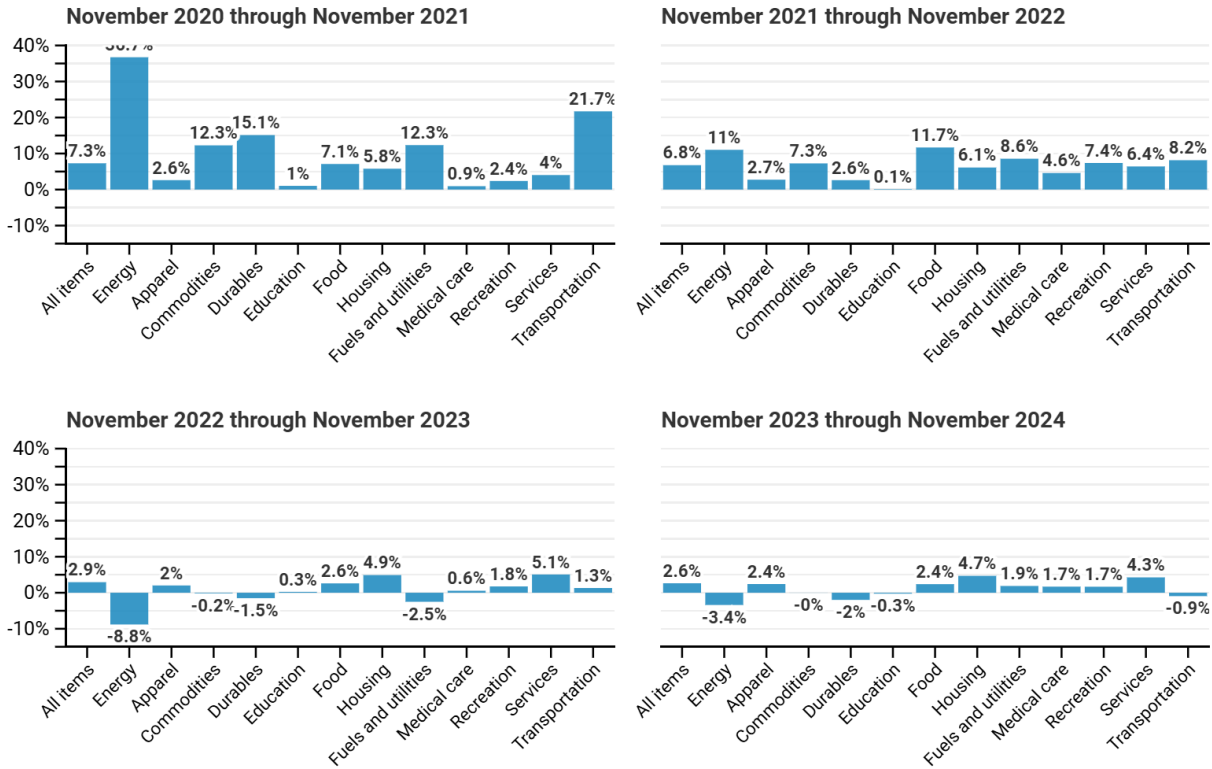 November 2020 through November 2021
40%
30%
20%
10%
0%
-10%
7.3%
2.6%
12.3%
15.1%
1%
7.1%
5.8%
12.3%
0.9%
2.4%
4%
21.7%
All items
Energy
Apparel
Commodities
Durables
Education
Food
Housing
Fuels and utilities
Medical care
Recreation
Services
Transportation
November 2021 through November 2022
6.8%
11%
2.7%
7.3%
2.6%
0.1%
11.7%
6.1%
8.6%
4.6%
7.4%
6.4%
8.2%
All items
Energy
Apparel
Commodities
Durables
Education
Food
Housing
Fuels and utilities
Medical care
Recreation
Services
Transportation
November 2022 through November 2023
40%
30%
20%
10%
0%
-10%
2.9%
-8.8%
2%
-0.2%
-1.5%
0.3%
2.6%
4.9%
-2.5%
0.6%
1.8%
5.1%
1.3%
All items
Energy
Apparel
Commodities
Durables
Education
Food
Housing
Fuels and utilities
Medical care
Recreation
Services
Transportation
November 2023 through November 2024
2.6%
-3.4%
2.4%
-0%
-2%
-0.3%
2.4%
4.7%
1.9%
1.7%
1.7%
4.3%
-0.9%
All items
Energy
Apparel
Commodities
Durables
Education
Food
Housing
Fuels and utilities
Medical care
Recreation
Services
Transportation